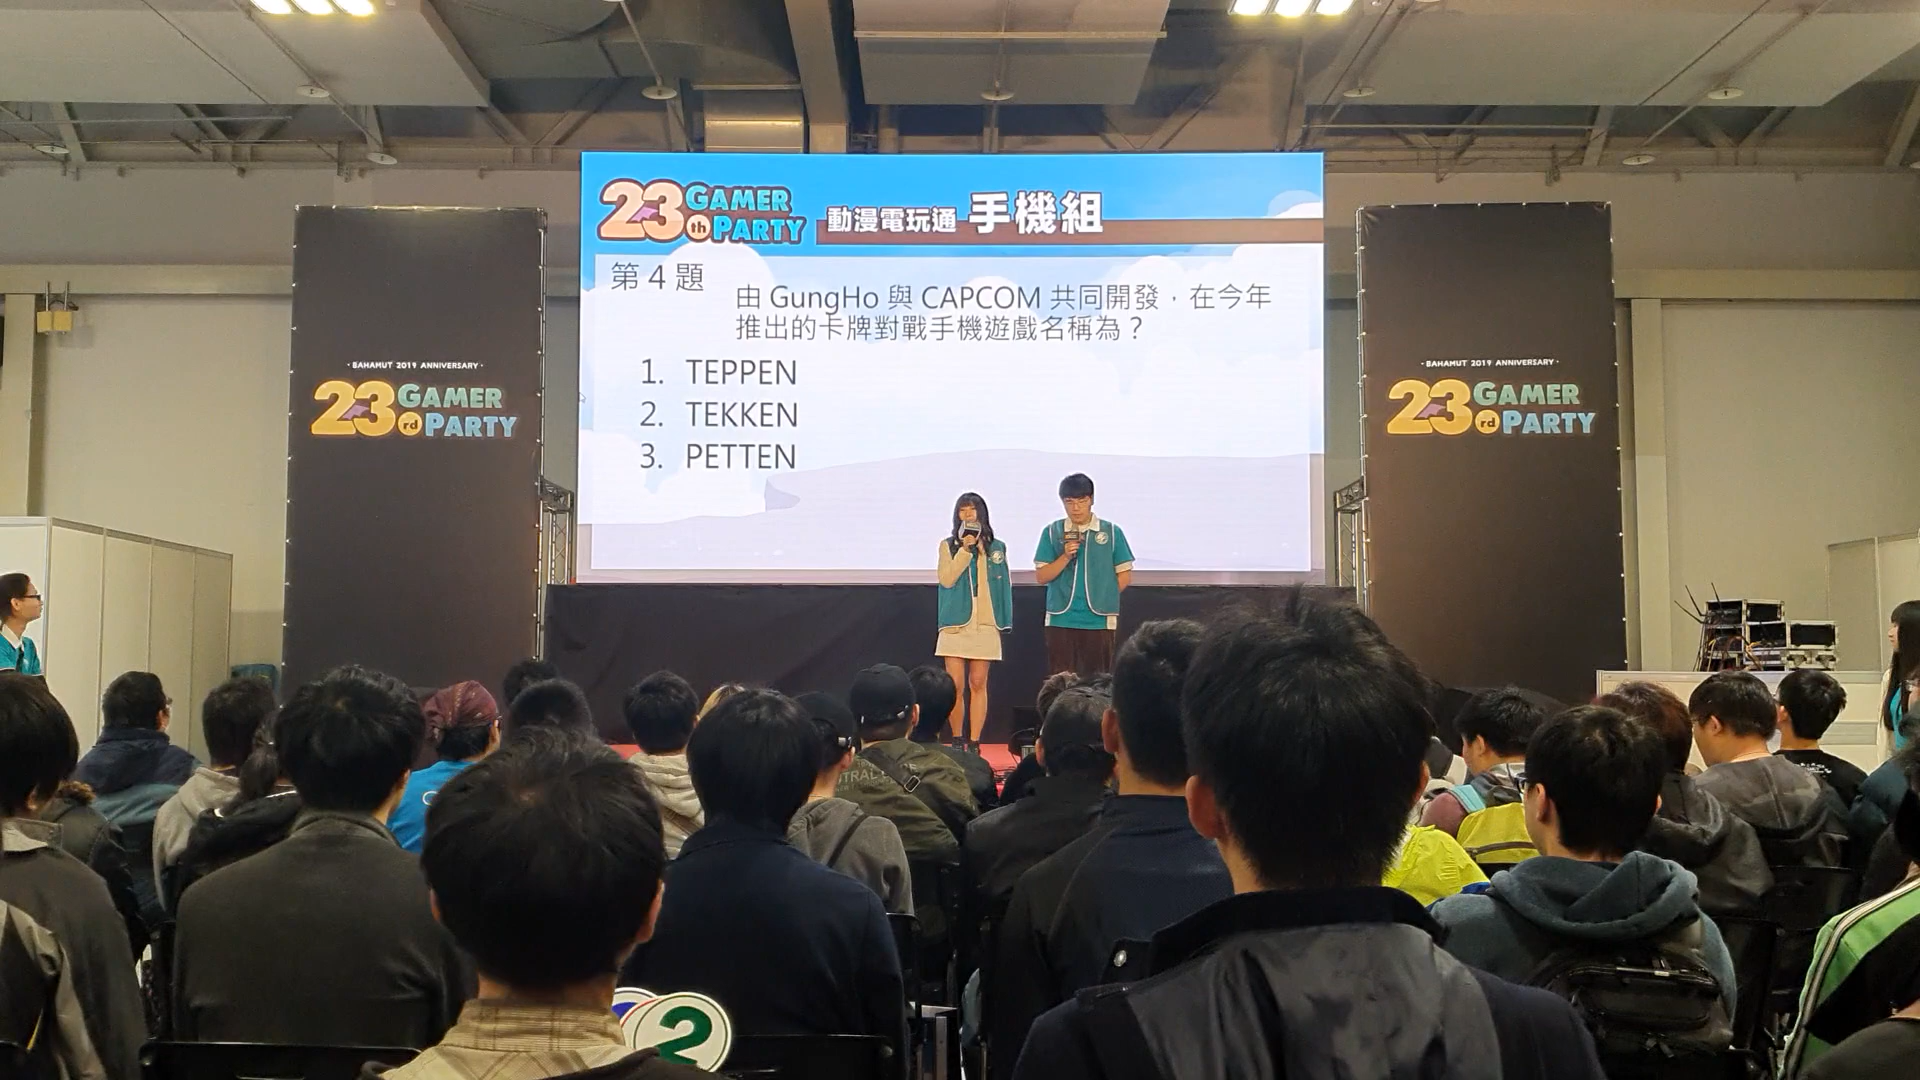 23th GAMER PARTY
動漫電玩通 手機組
第 4 題
由 GungHo 與 CAPCOM 共同開發，在今年
推出的卡牌對戰手機遊戲名稱為？
1. TEPPEN
2. TEKKEN
3. PETTEN
· BAHAMUT 2019 ANNIVERSARY ·
23rd GAMER
PARTY
· BAHAMUT 2019 ANNIVERSARY ·
23rd GAMER
PARTY
2